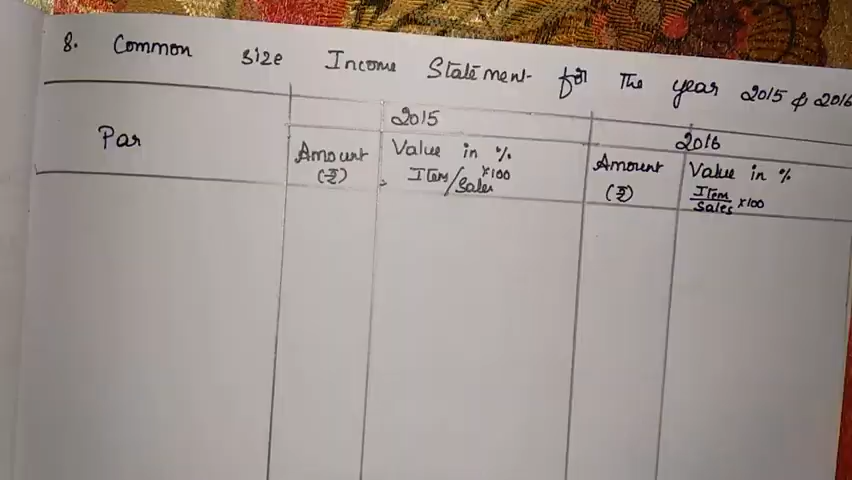 8. Common size Income Statement for The year 2015 & 2016
Par
2015
2016
Amount (₹)
Value in %
Item/Sales ×100
Amount (₹)
Value in %
Item/Sales ×100